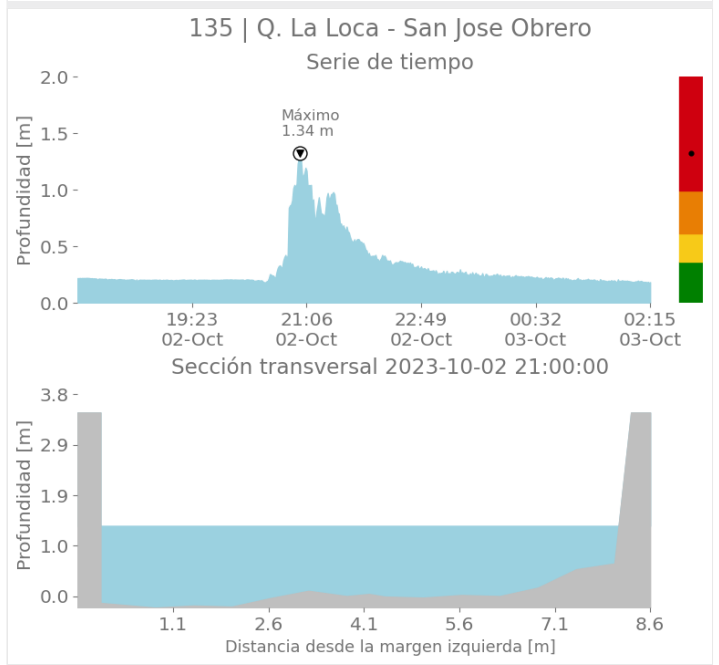 135 | Q. La Loca - San Jose Obrero
Serie de tiempo
Profundidad [m]
2.0
1.5
1.0
0.5
0.0
Máximo
1.34 m
19:23 21:06 22:49 00:32 02:15
02-Oct 02-Oct 02-Oct 03-Oct 03-Oct
Sección transversal 2023-10-02 21:00:00
Profundidad [m]
3.8
2.9
1.9
1.0
0.0
1.1 2.6 4.1 5.6 7.1 8.6
Distancia desde la margen izquierda [m]